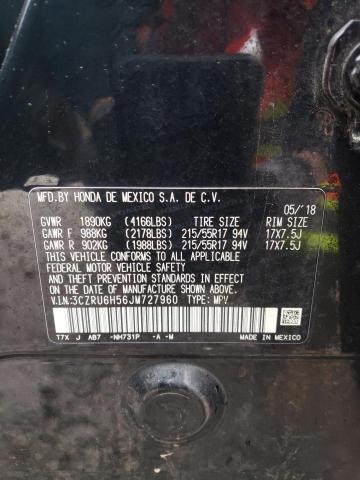 MFD.BY HONDA DE MEXICO S.A. DE C.V.
05/'18
GVWR 1890KG (4166LBS) TIRE SIZE RIM SIZE
GAWR F 988KG (2178LBS) 215/55R17 94V 17X7.5J
GAWR R 902KG (1988LBS) 215/55R17 94V 17X7.5J
THIS VEHICLE CONFORMS TO ALL APPLICABLE
FEDERAL MOTOR VEHICLE SAFETY AND THEFT
PREVENTION STANDARDS IN EFFECT ON THE DATE
OF MANUFACTURE SHOWN ABOVE.
V.I.N:3CZRU6H56JM727960 TYPE: MPV
T7X J AB7 -NH731P -A -M MADE IN MEXICO